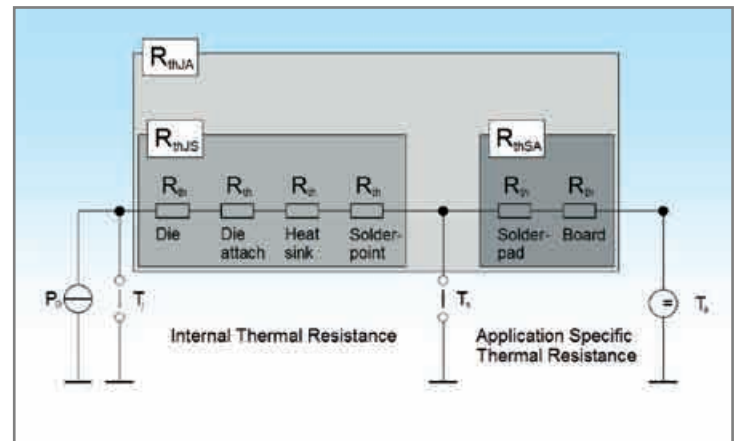 RthJA
RthJS
RthSA
Rth Rth Rth Rth Rth Rth
Die Die Heat Solder- Solder- Board
attach sink point pad
Tj Ts = Ta
Internal Thermal Resistance Application Specific
Thermal Resistance